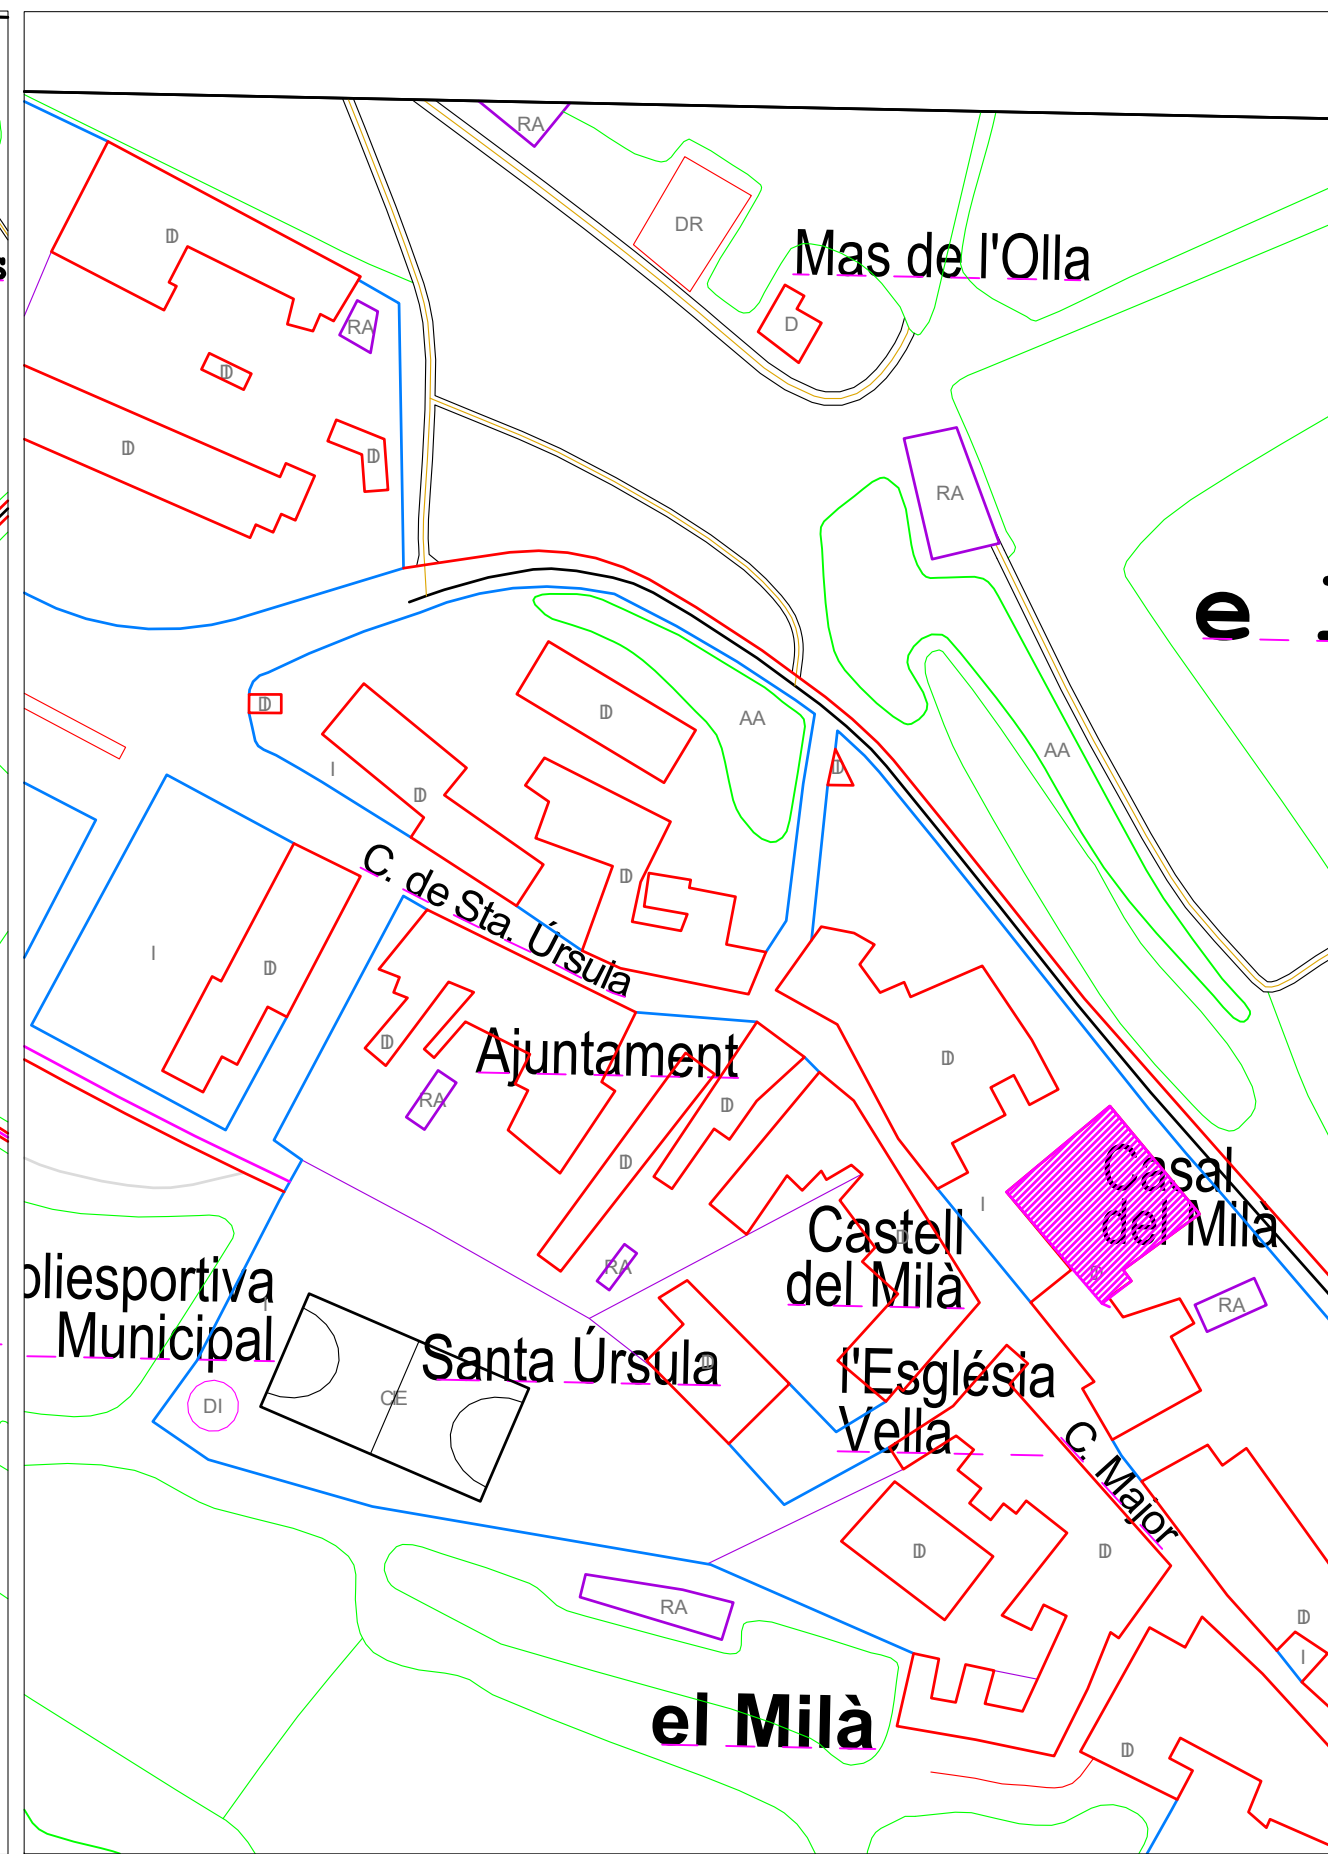 RA
DR
D
Mas de l'Olla
RA
D
D
D
D
RA
e
D
D
AA
AA
I
D
D
D
C. de Sta. Úrsula
D
I
D
D
Ajuntament
D
RA
D
D
Casal
del Milà
I
Castell
del Milà
D
D
RA
RA
oliesportiva
Municipal
I
Santa Úrsula
D
l'Església
Vella
DI
CE
C. Major
D
D
RA
D
I
el Milà
D